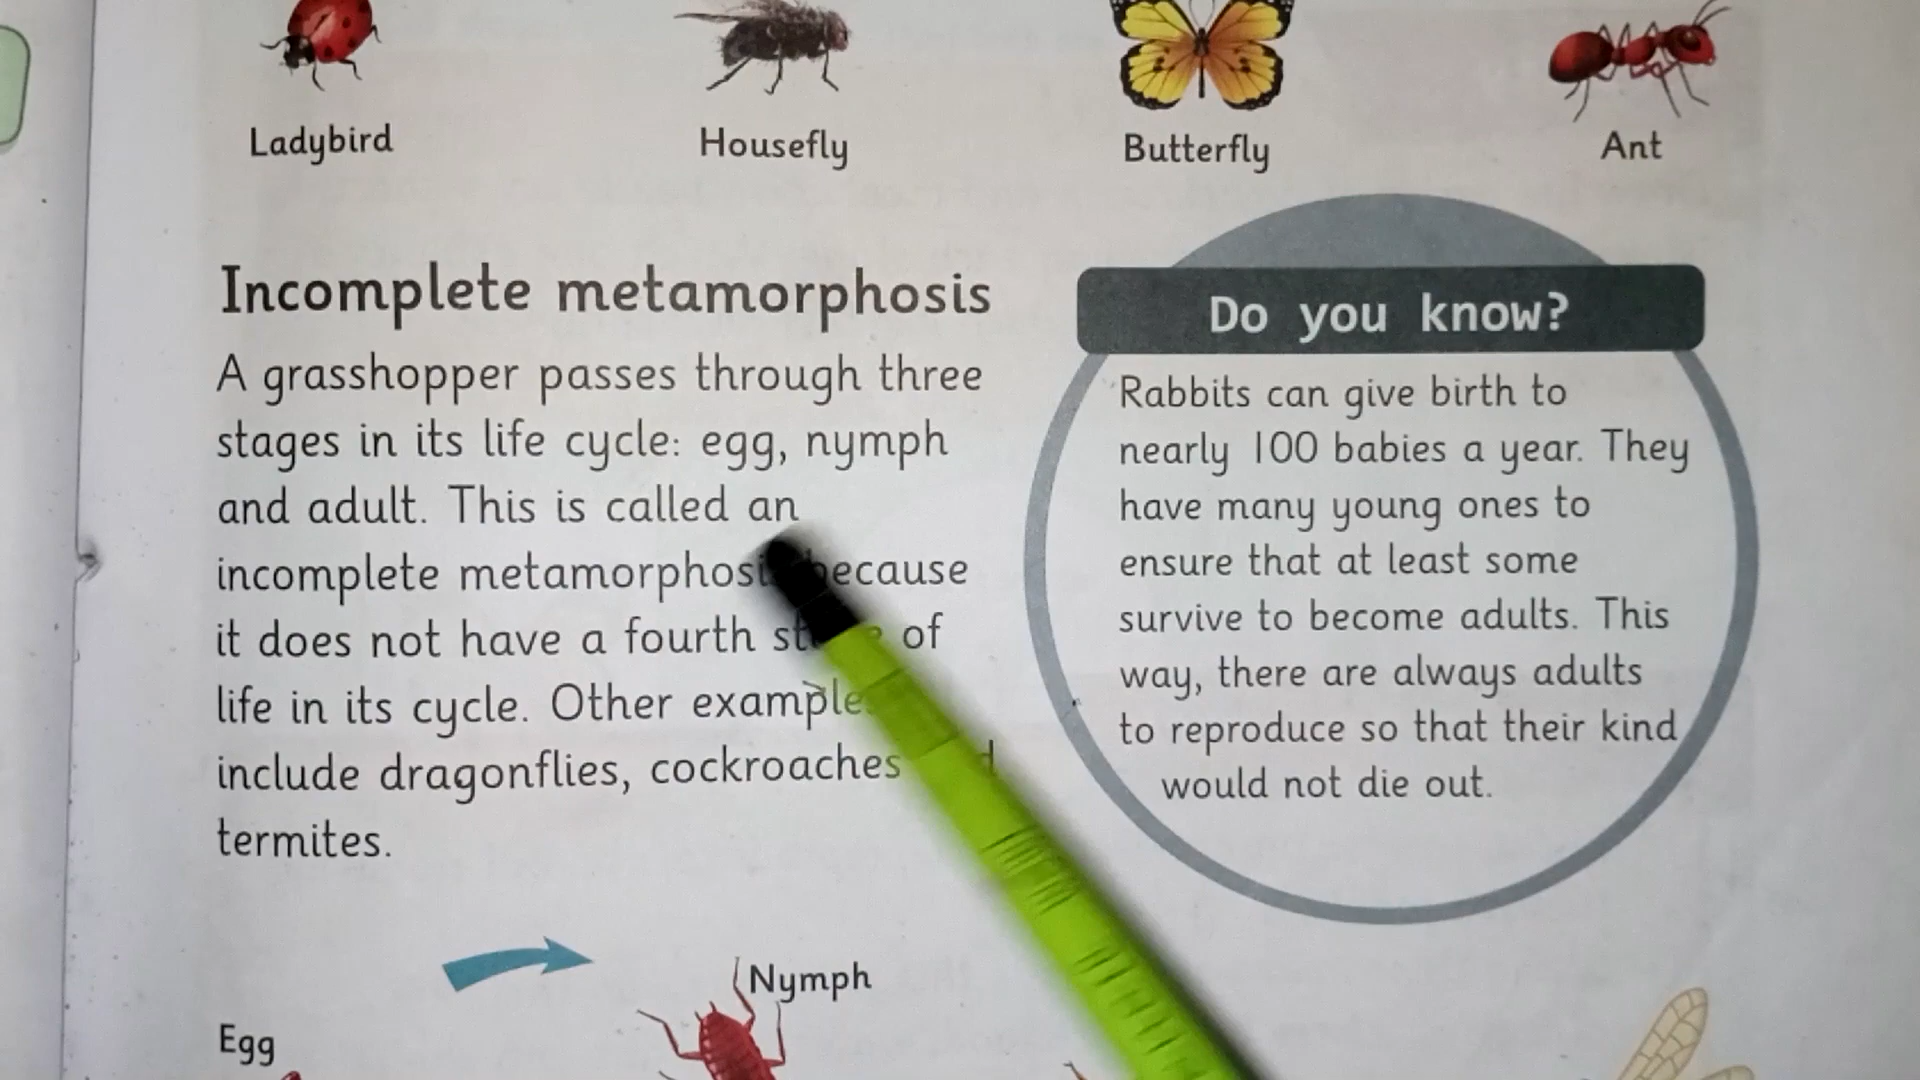 Ladybird
Housefly
Butterfly
Ant
Incomplete metamorphosis
A grasshopper passes through three
stages in its life cycle: egg, nymph
and adult. This is called an
incomplete metamorphosis because
it does not have a fourth of
life in its cycle. Other
include dragonflies, cockroaches
termites.
Do you know?
Rabbits can give birth to
nearly 100 babies a year. They
have many young ones to
ensure that at least some
survive to become adults. This
way, there are always adults
to reproduce so that their kind
would not die out.
Nymph
Egg